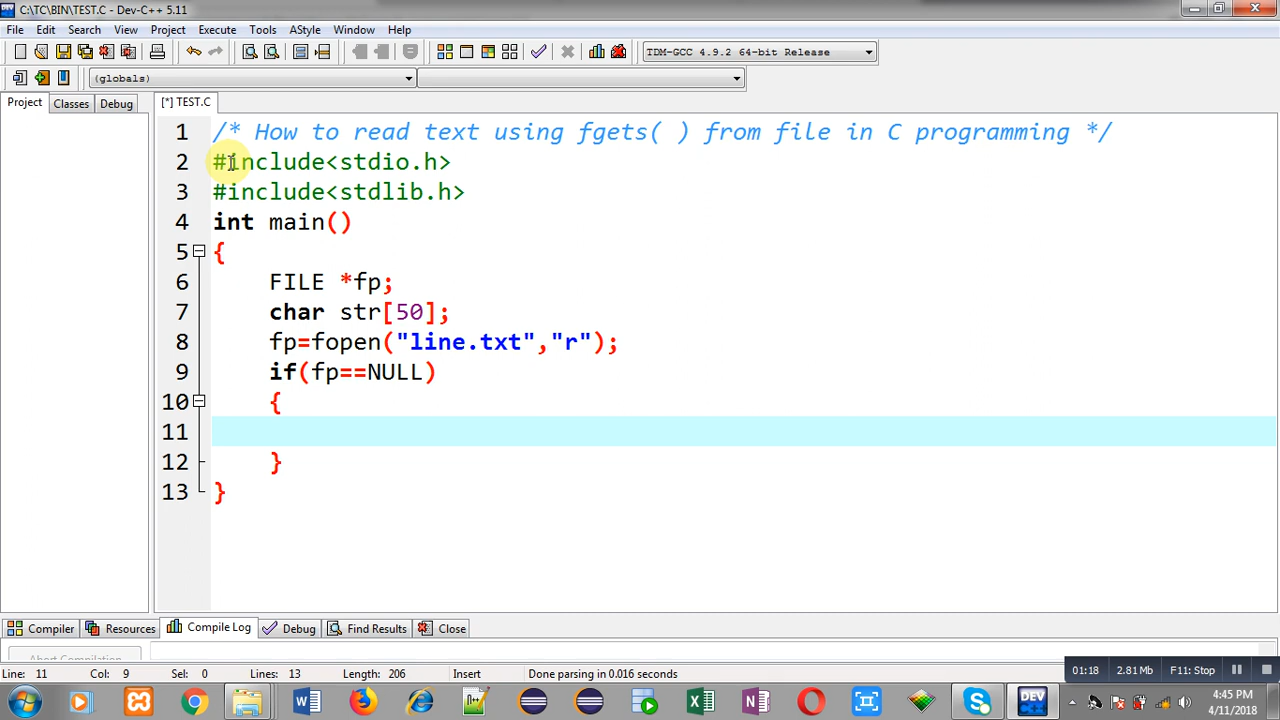 C:\TC\BIN\TEST.C - Dev-C++ 5.11
File Edit Search View Project Execute Tools AStyle Window Help
TDM-GCC 4.9.2 64-bit Release
(globals)
Project Classes Debug [*] TEST.C
1 /* How to read text using fgets( ) from file in C programming */
2 #include<stdio.h>
3 #include<stdlib.h>
4 int main()
5 {
6 FILE *fp;
7 char str[50];
8 fp=fopen("line.txt","r");
9 if(fp==NULL)
10 {
11
12 }
13 }
Compiler Resources Compile Log Debug Find Results Close
Abort Compilation
Line: 11 Col: 9 Sel: 0 Lines: 13 Length: 206 Insert Done parsing in 0.016 seconds
01:18 2.81 Mb F11: Stop
DEV
4:45 PM
4/11/2018